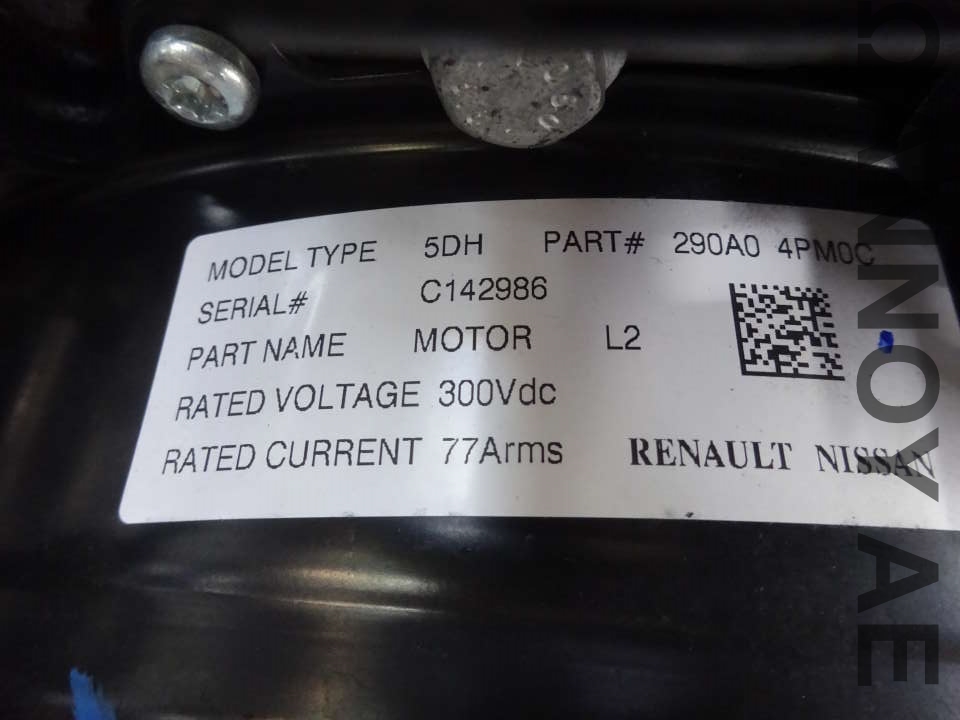 MODEL TYPE 5DH PART# 290A0 4PM0C
SERIAL# C142986
PART NAME MOTOR L2
RATED VOLTAGE 300Vdc
RATED CURRENT 77Arms RENAULT NISSAN